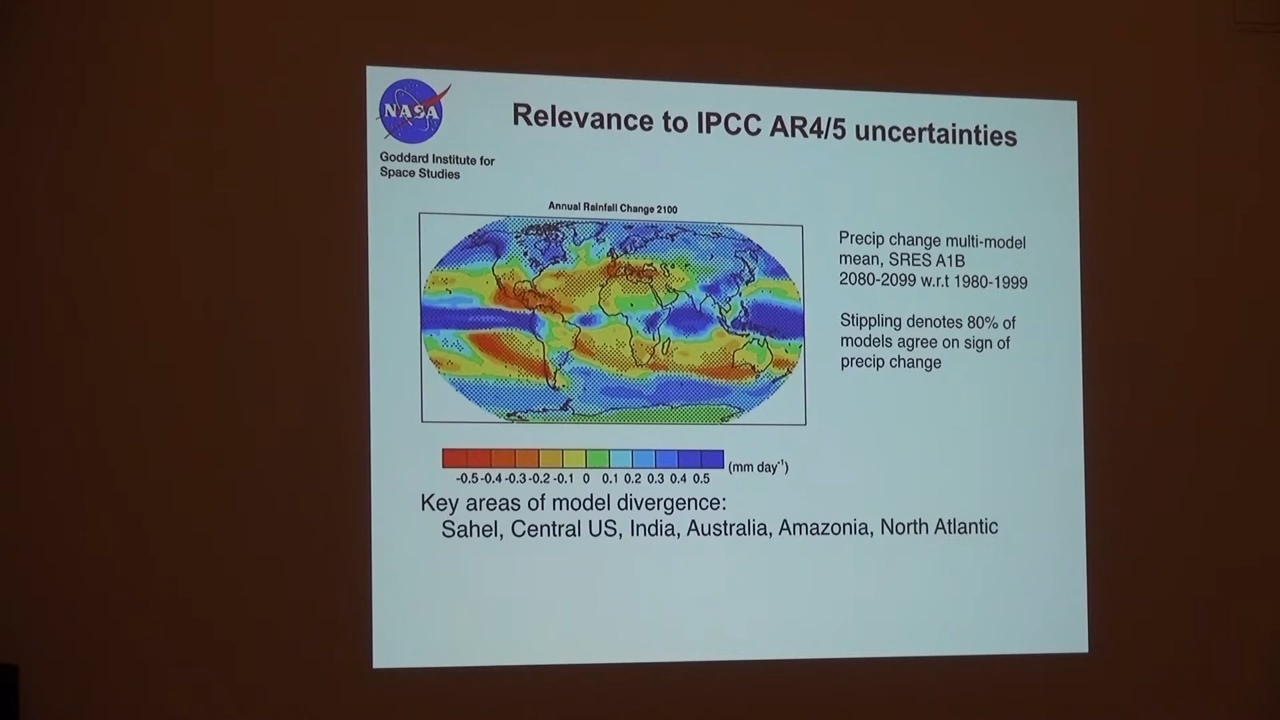 NASA
Relevance to IPCC AR4/5 uncertainties
Goddard Institute for
Space Studies
Annual Rainfall Change 2100
Precip change multi-model
mean, SRES A1B
2080-2099 w.r.t 1980-1999
Stippling denotes 80% of
models agree on sign of
precip change
(mm day-1)
-0.5 -0.4 -0.3 -0.2 -0.1 0 0.1 0.2 0.3 0.4 0.5
Key areas of model divergence:
Sahel, Central US, India, Australia, Amazonia, North Atlantic